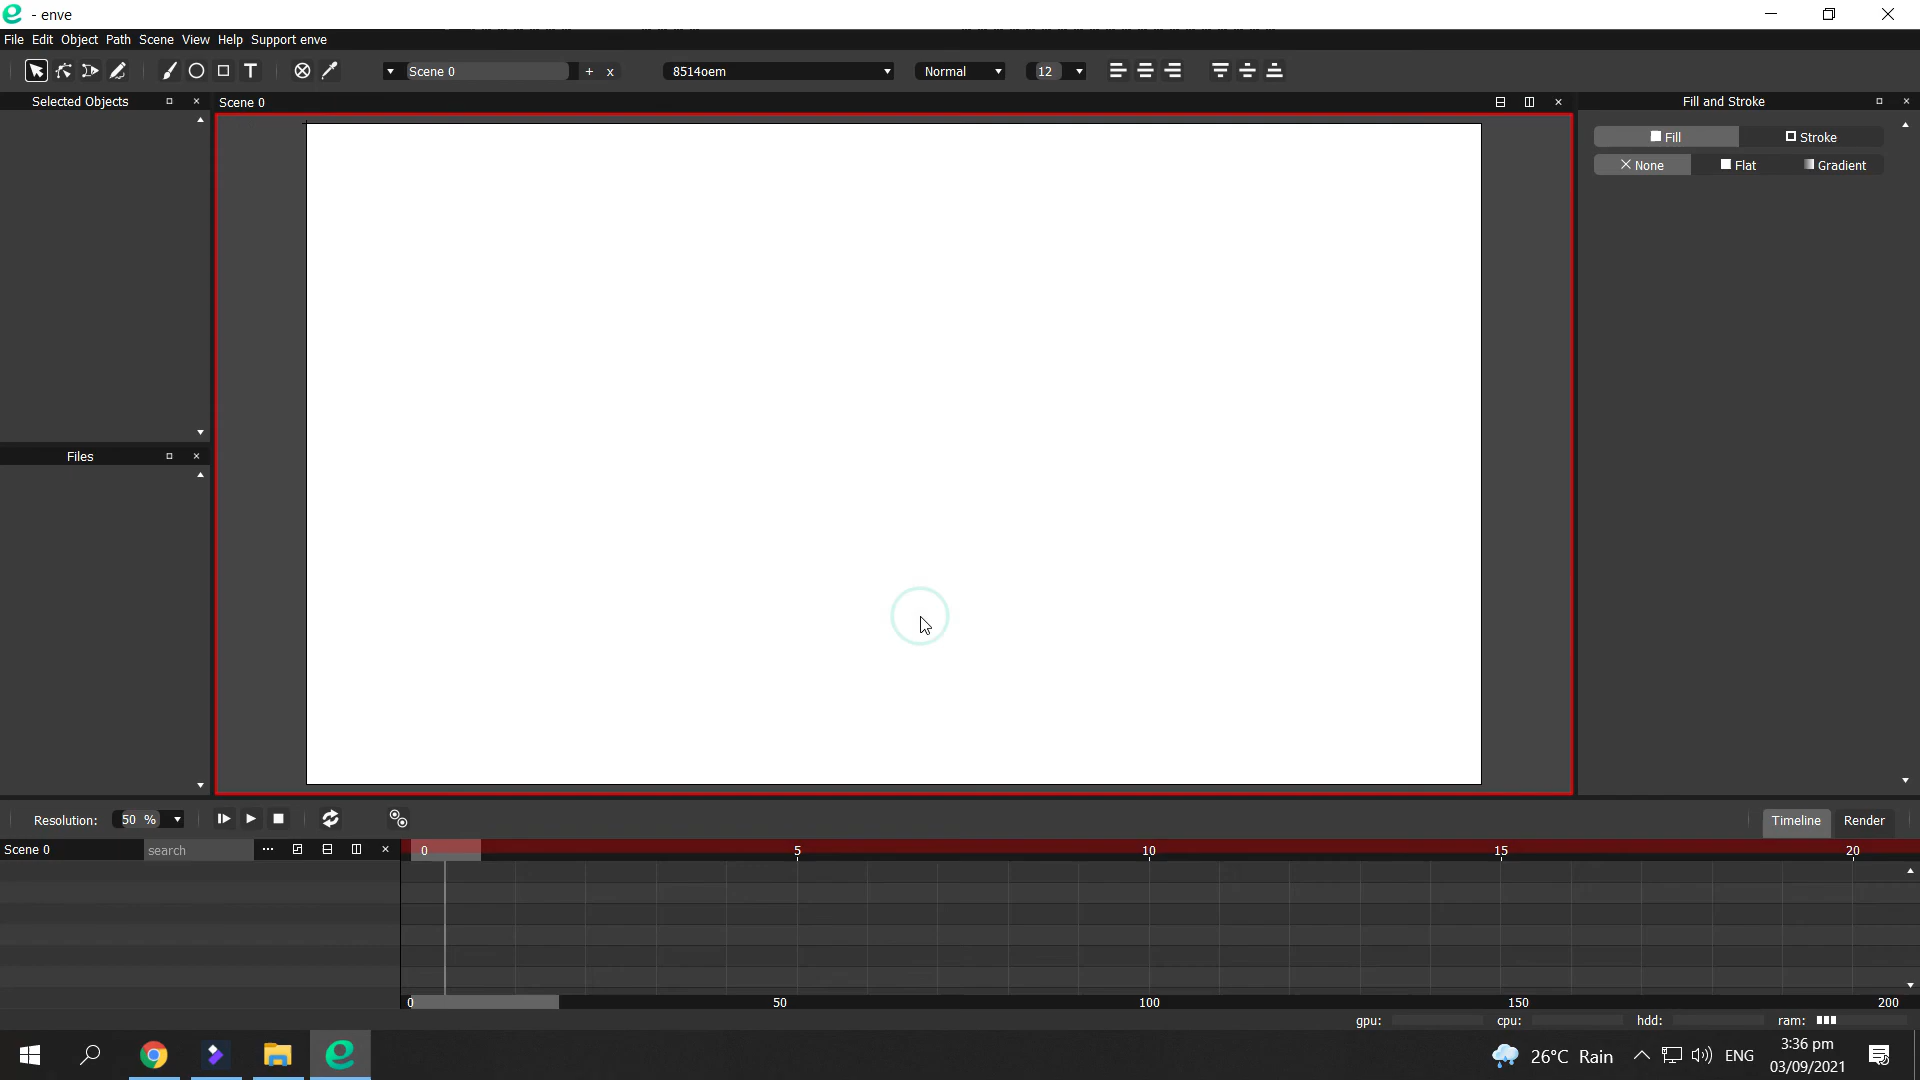 - enve
File Edit Object Path Scene View Help Support enve
T Scene 0 + x 8514oem Normal 12
Selected Objects
Scene 0
Fill and Stroke
Fill Stroke
None Flat Gradient
Files
Resolution: 50 % Timeline Render
Scene 0 search ... 0 5 10 15 20
0 50 100 150 200
gpu: cpu: hdd: ram:
26°C Rain ENG 3:36 pm
03/09/2021